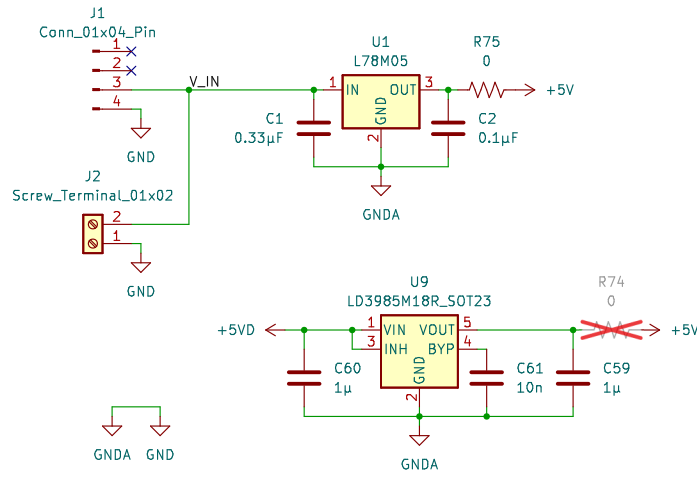 J1
Conn_01x04_Pin
1
2
3
4
GND
V_IN
J2
Screw_Terminal_01x02
2
1
GND
U1
L78M05
1
IN
OUT
3
GND
2
C1
0.33µF
C2
0.1µF
R75
0
+5V
GNDA
U9
LD3985M18R_SOT23
+5VD
1
VIN
VOUT
5
3
INH
BYP
4
GND
2
C60
1µ
C61
10n
C59
1µ
R74
0
+5V
GNDA
GNDA
GND